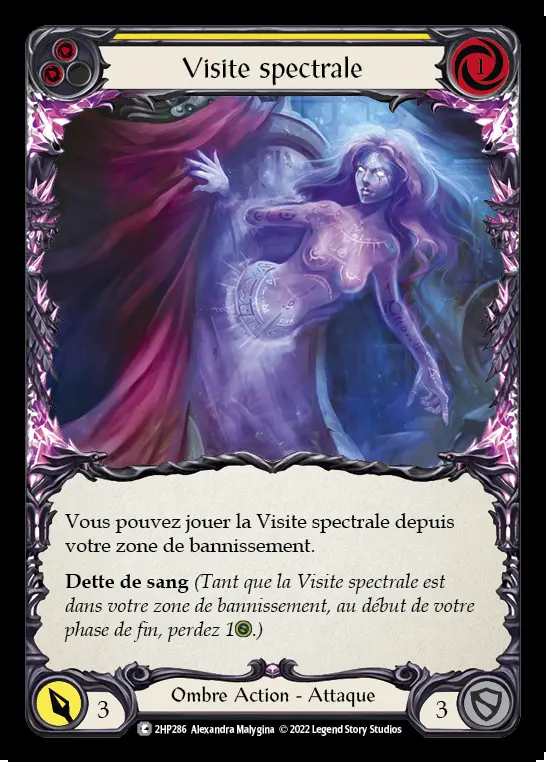 Visite spectrale
1
Vous pouvez jouer la Visite spectrale depuis
votre zone de bannissement.
Dette de sang (Tant que la Visite spectrale est
dans votre zone de bannissement, au début de votre
phase de fin, perdez 1.)
3
Ombre Action - Attaque
3
C 2HP286 Alexandra Malygina © 2022 Legend Story Studios